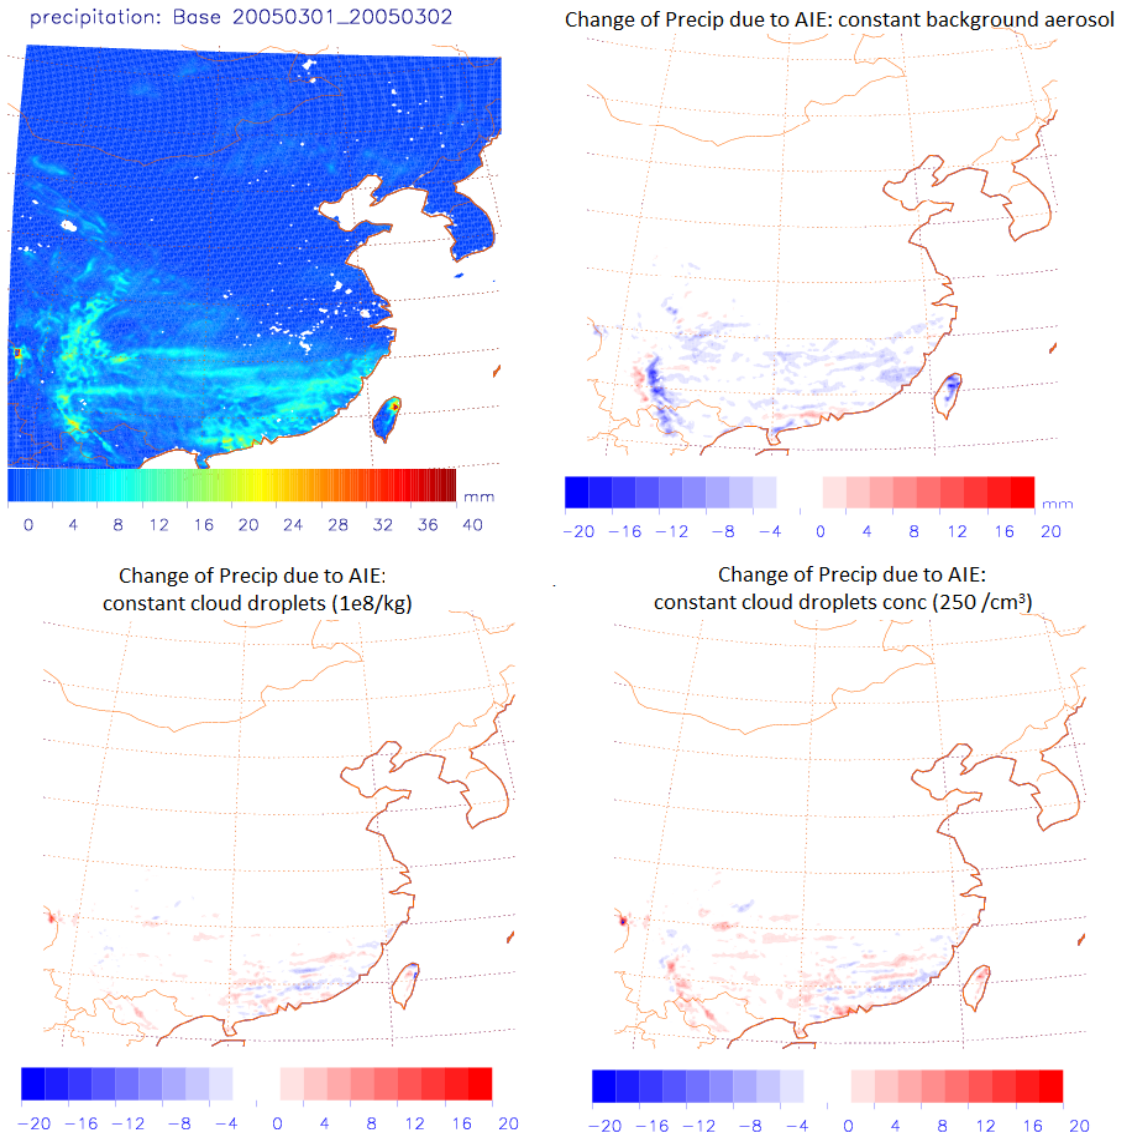 precipitation: Base 20050301_20050302
Change of Precip due to AIE: constant background aerosol
mm
0 4 8 12 16 20 24 28 32 36 40
mm
-20 -16 -12 -8 -4 0 4 8 12 16 20
Change of Precip due to AIE:
constant cloud droplets (1e8/kg)
Change of Precip due to AIE:
constant cloud droplets conc (250 /cm³)
-20 -16 -12 -8 -4 0 4 8 12 16 20
-20 -16 -12 -8 -4 0 4 8 12 16 20